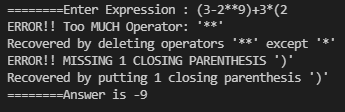 ========Enter Expression : (3-2**9)+3*(2
ERROR!! Too MUCH Operator: '**'
Recovered by deleting operators '**' except '*'
ERROR!! MISSING 1 CLOSING PARENTHESIS ')'
Recovered by putting 1 closing parenthesis ')'
========Answer is -9